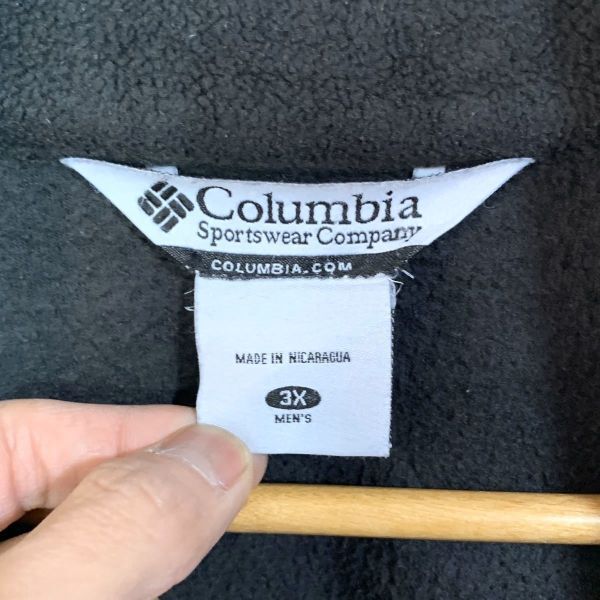 Columbia
Sportswear Company
COLUMBIA.COM
MADE IN NICARAGUA
3X
MEN'S